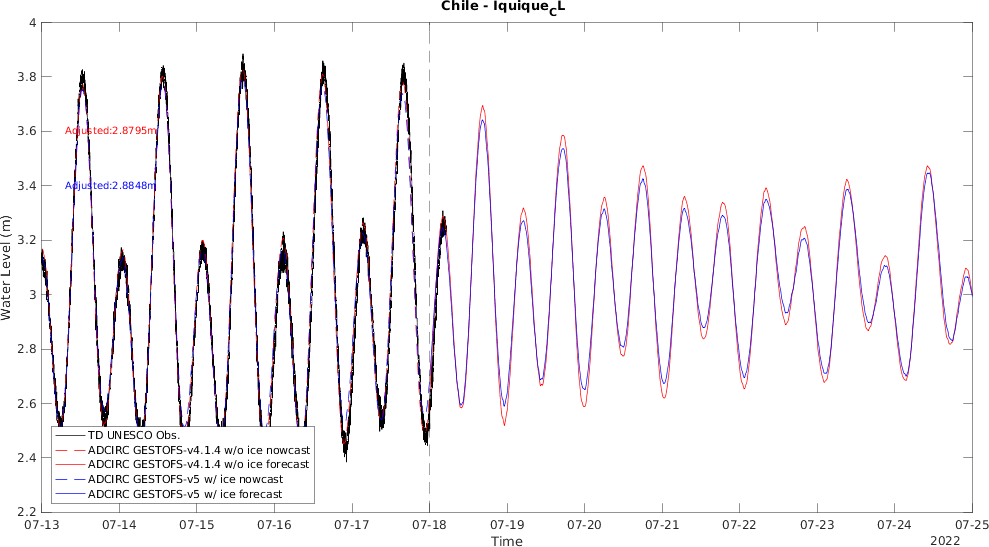 Chile - Iquique_CL
4
3.8
3.6
3.4
3.2
3
2.8
2.6
2.4
2.2
Water Level (m)
Adjusted:2.8795m
Adjusted:2.8848m
TD UNESCO Obs.
ADCIRC GESTOFS-v4.1.4 w/o ice nowcast
ADCIRC GESTOFS-v4.1.4 w/o ice forecast
ADCIRC GESTOFS-v5 w/ ice nowcast
ADCIRC GESTOFS-v5 w/ ice forecast
07-13 07-14 07-15 07-16 07-17 07-18 07-19 07-20 07-21 07-22 07-23 07-24 07-25
Time
2022